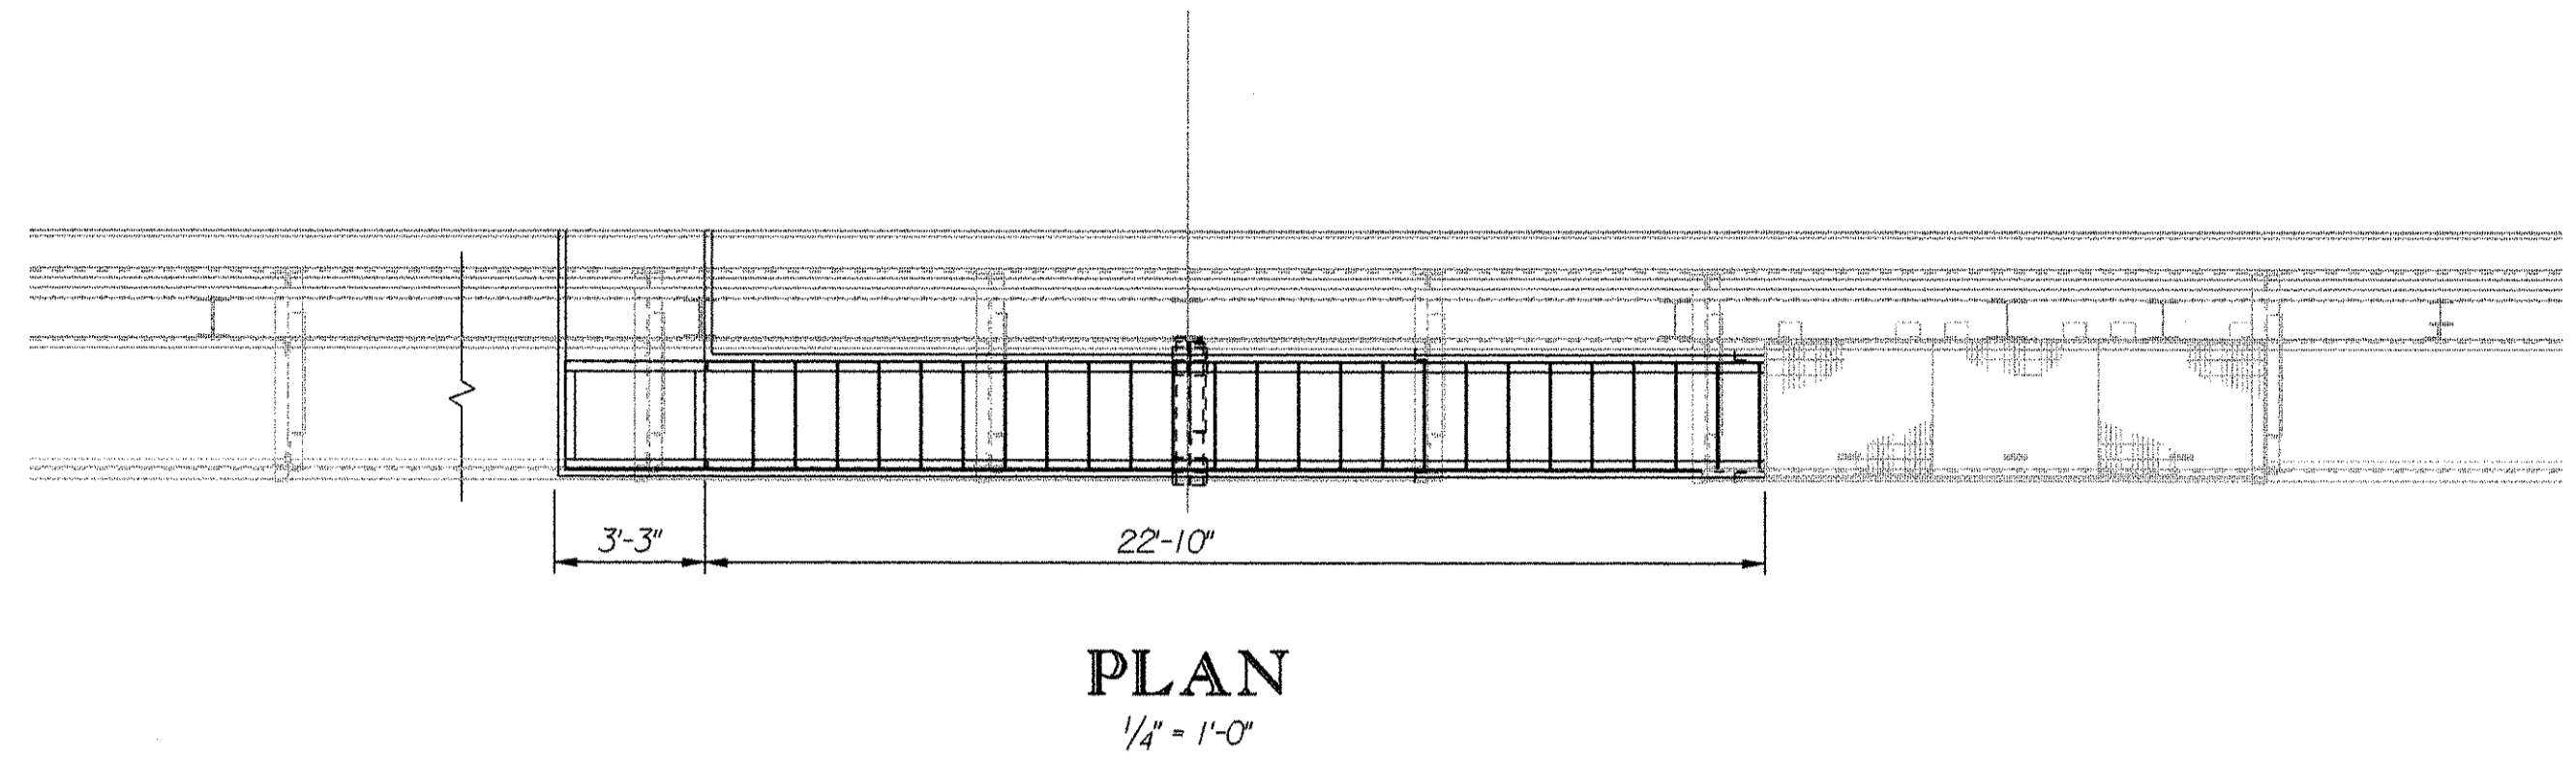 3'-3" 22'-10"
PLAN
1/4" = 1'-0"